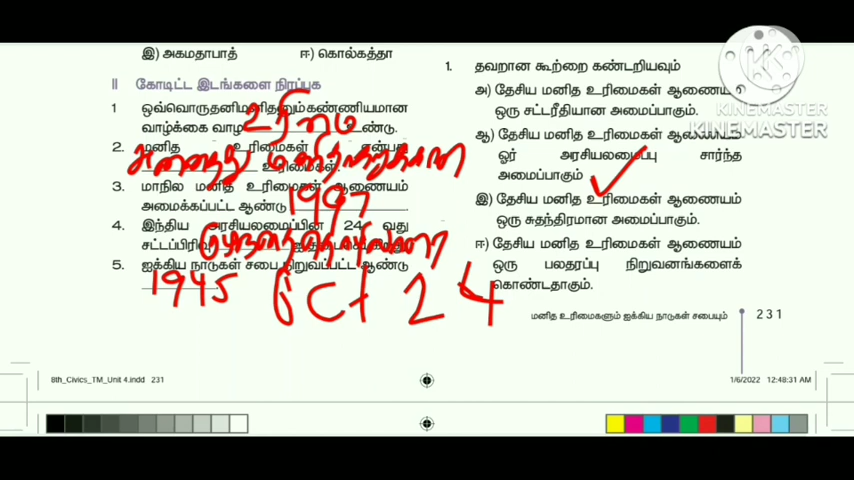 இ) அகமதாபாத் ஈ) கொல்கத்தா
II கோடிட்ட இடங்களை நிரப்பக
1 ஒவ்வொருதனிமனிதனும்கண்ணியமான
வாழ்க்கை வாழ உரிமை உண்டு.
2. மனித உரிமைகள் என்பது
உரிமைகள்.
3. மாநில மனித உரிமைகள் ஆணையம்
அமைக்கப்பட்ட ஆண்டு 1997
4. இந்திய அரசியலமைப்பின் 24 வது
5. ஐக்கிய நாடுகள் சபை நிறுவப்பட்ட ஆண்டு
1945 Oct 24
1. தவறான கூற்றை கண்டறியவும்
அ) தேசிய மனித உரிமைகள் ஆணையம்
ஒரு சட்டரீதியான அமைப்பாகும்.
ஆ) தேசிய மனித உரிமைகள் ஆணையம்
ஓர் அரசியலமைப்பு சார்ந்த
அமைப்பாகும்
இ) தேசிய மனித உரிமைகள் ஆணையம்
ஒரு சுதந்திரமான அமைப்பாகும்.
ஈ) தேசிய மனித உரிமைகள் ஆணையம்
ஒரு பலதரப்பு நிறுவனங்களைக்
கொண்டதாகும்.
மனித உரிமைகளும் ஐக்கிய நாடுகள் சபையும் 231
8th_Civics_TM_Unit 4.indd 231 1/6/2022 12:48:31 AM
KINEMASTER
KINEMASTER